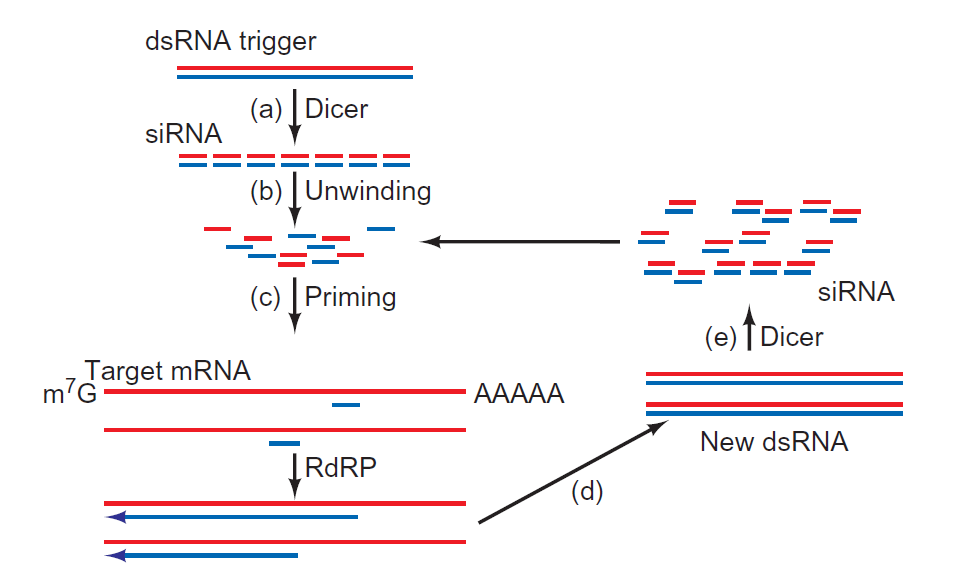 dsRNA trigger
(a) Dicer
siRNA
(b) Unwinding
(c) Priming
siRNA
(e) Dicer
Target mRNA
m⁷G AAAAA
New dsRNA
RdRP
(d)